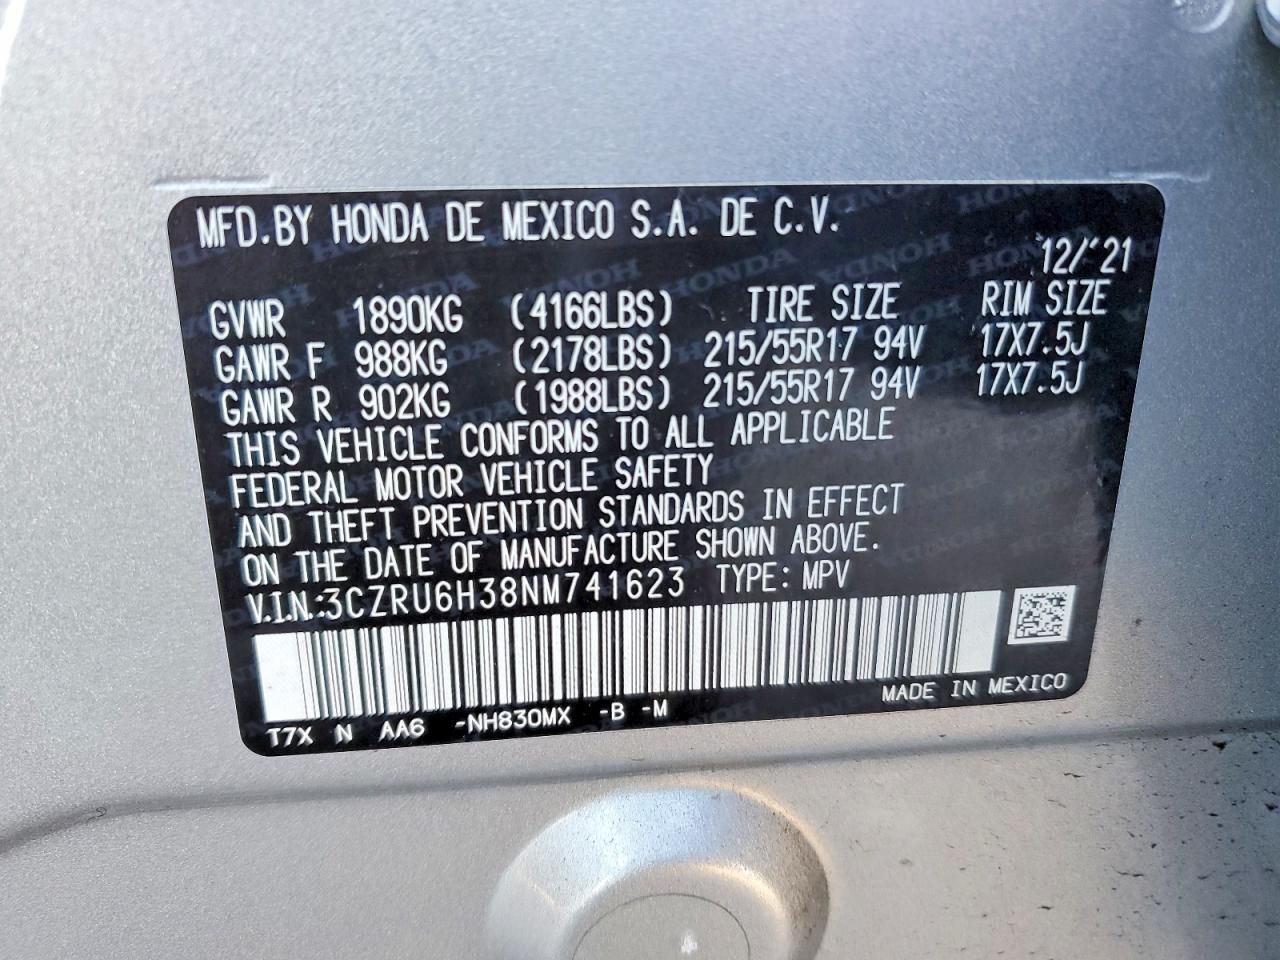 MFD.BY HONDA DE MEXICO S.A. DE C.V.
12/'21
GVWR 1890KG (4166LBS) TIRE SIZE RIM SIZE
GAWR F 988KG (2178LBS) 215/55R17 94V 17X7.5J
GAWR R 902KG (1988LBS) 215/55R17 94V 17X7.5J
THIS VEHICLE CONFORMS TO ALL APPLICABLE
FEDERAL MOTOR VEHICLE SAFETY
AND THEFT PREVENTION STANDARDS IN EFFECT
ON THE DATE OF MANUFACTURE SHOWN ABOVE.
V.I.N.:3CZRU6H38NM741623 TYPE: MPV
MADE IN MEXICO
T7X N AA6 -NH830MX -B -M